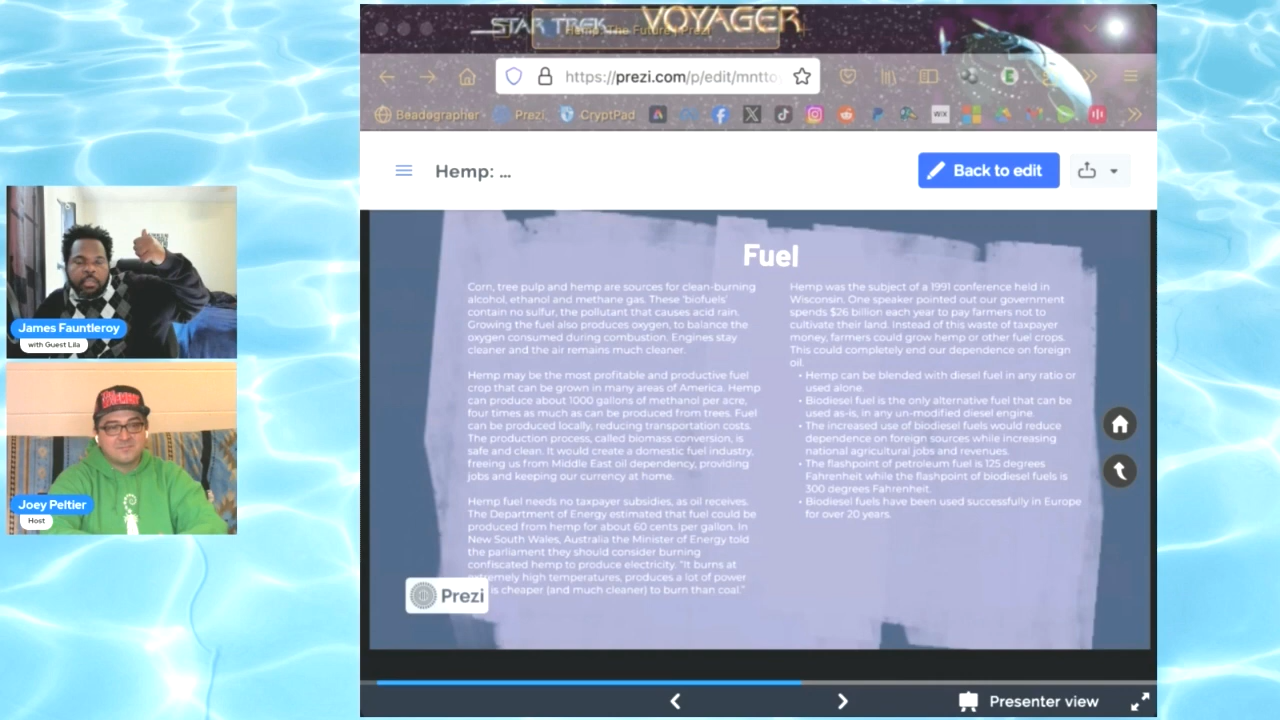 STAR TREK VOYAGER
Hemp: The Future | Prezi
https://prezi.com/p/edit/mntto
Beadographer Prezi CryptPad
WIX
Hemp: ...
Back to edit
Fuel
Corn, tree pulp and hemp are sources for clean-burning
alcohol, ethanol and methane gas. These 'biofuels'
contain no sulfur, the pollutant that causes acid rain.
Growing the fuel also produces oxygen, to balance the
oxygen consumed during combustion. Engines stay
cleaner and the air remains much cleaner.
Hemp may be the most profitable and productive fuel
crop that can be grown in many areas of America. Hemp
can produce about 1000 gallons of methanol per acre,
four times as much as can be produced from trees. Fuel
can be produced locally, reducing transportation costs.
The production process, called biomass conversion, is
safe and clean. It would create a domestic fuel industry,
freeing us from Middle East oil dependency, providing
jobs and keeping our currency at home.
Hemp fuel needs no taxpayer subsidies, as oil receives.
The Department of Energy estimated that fuel could be
produced from hemp for about 60 cents per gallon. In
New South Wales, Australia the Minister of Energy told
the parliament they should consider burning
confiscated hemp to produce electricity. "It burns at
extremely high temperatures, produces a lot of power
is cheaper (and much cleaner) to burn than coal."
Hemp was the subject of a 1991 conference held in
Wisconsin. One speaker pointed out our government
spends $26 billion each year to pay farmers not to
cultivate their land. Instead of this waste of taxpayer
money, farmers could grow hemp or other fuel crops.
This could completely end our dependence on foreign
oil.
• Hemp can be blended with diesel fuel in any ratio or
used alone.
• Biodiesel fuel is the only alternative fuel that can be
used as-is, in any un-modified diesel engine.
• The increased use of biodiesel fuels would reduce
dependence on foreign sources while increasing
national agricultural jobs and revenues.
• The flashpoint of petroleum fuel is 125 degrees
Fahrenheit while the flashpoint of biodiesel fuels is
300 degrees Fahrenheit.
• Biodiesel fuels have been used successfully in Europe
for over 20 years.
Prezi
Presenter view
James Fauntleroy
with Guest Lila
Joey Peltier
Host